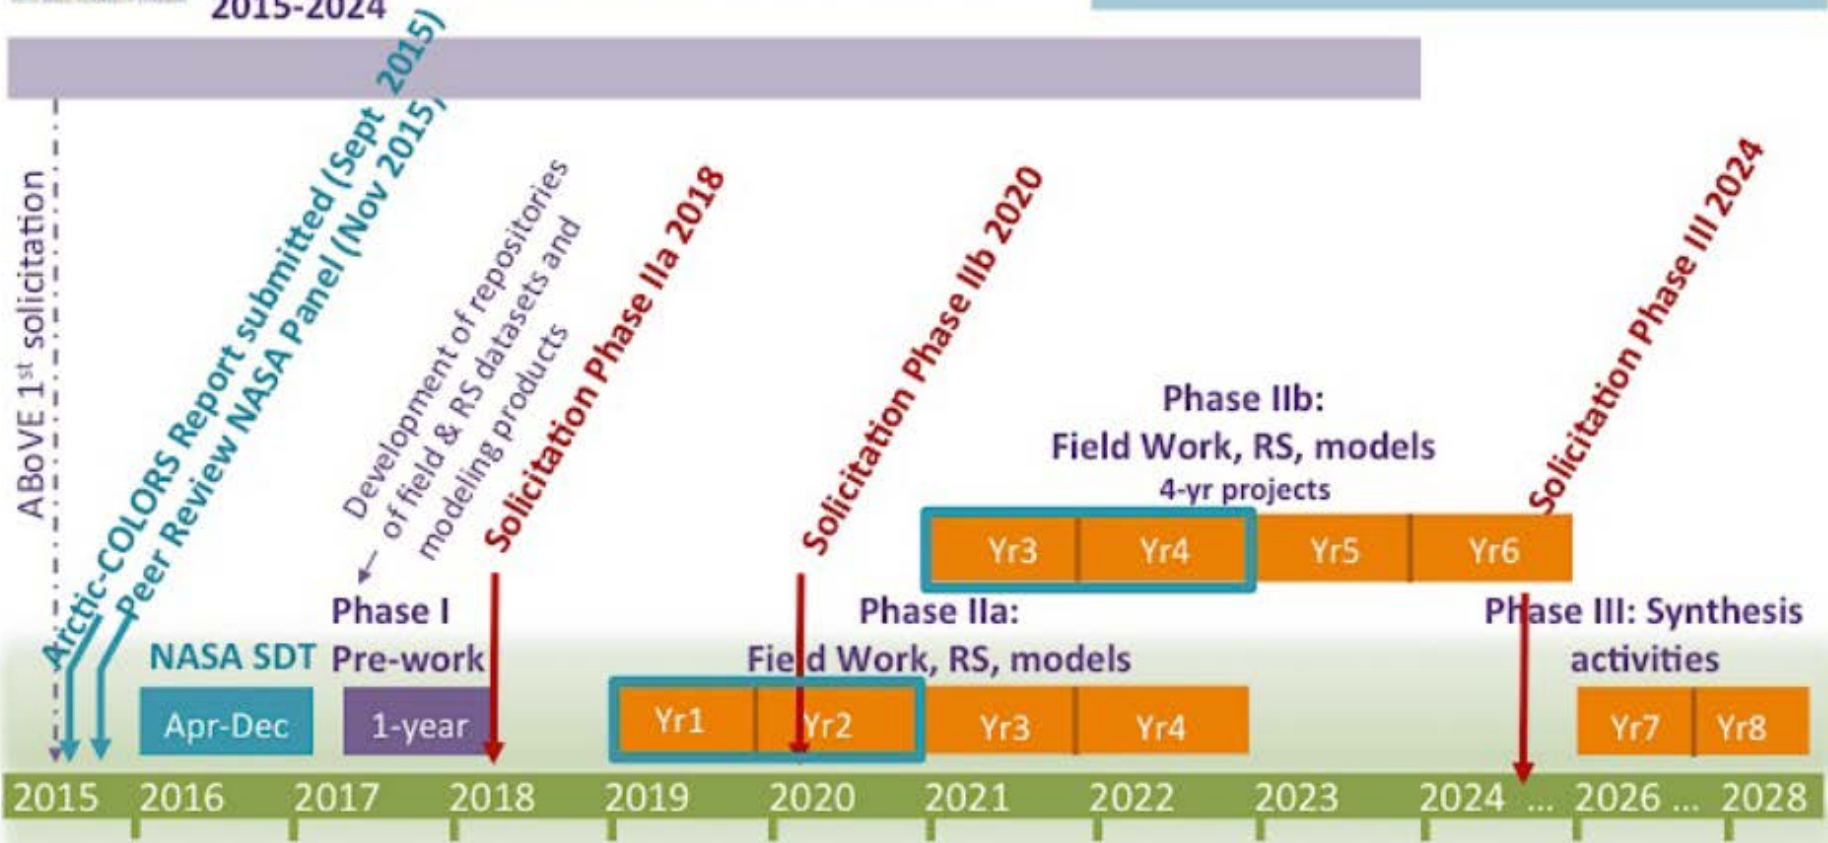 2015-2024
ABoVE 1st solicitation
Arctic-COLORS Report submitted (Sept 2015)
Peer Review NASA Panel (Nov 2015)
Development of repositories
of field & RS datasets and
modeling products
Solicitation Phase IIa 2018
Solicitation Phase IIb 2020
Solicitation Phase III 2024
Phase IIb:
Field Work, RS, models
4-yr projects
Yr3 Yr4 Yr5 Yr6
Phase I
Pre-work
NASA SDT
Phase IIa:
Field Work, RS, models
Phase III: Synthesis
activities
Apr-Dec
1-year
Yr1 Yr2 Yr3 Yr4
Yr7 Yr8
2015 2016 2017 2018 2019 2020 2021 2022 2023 2024 ... 2026 ... 2028